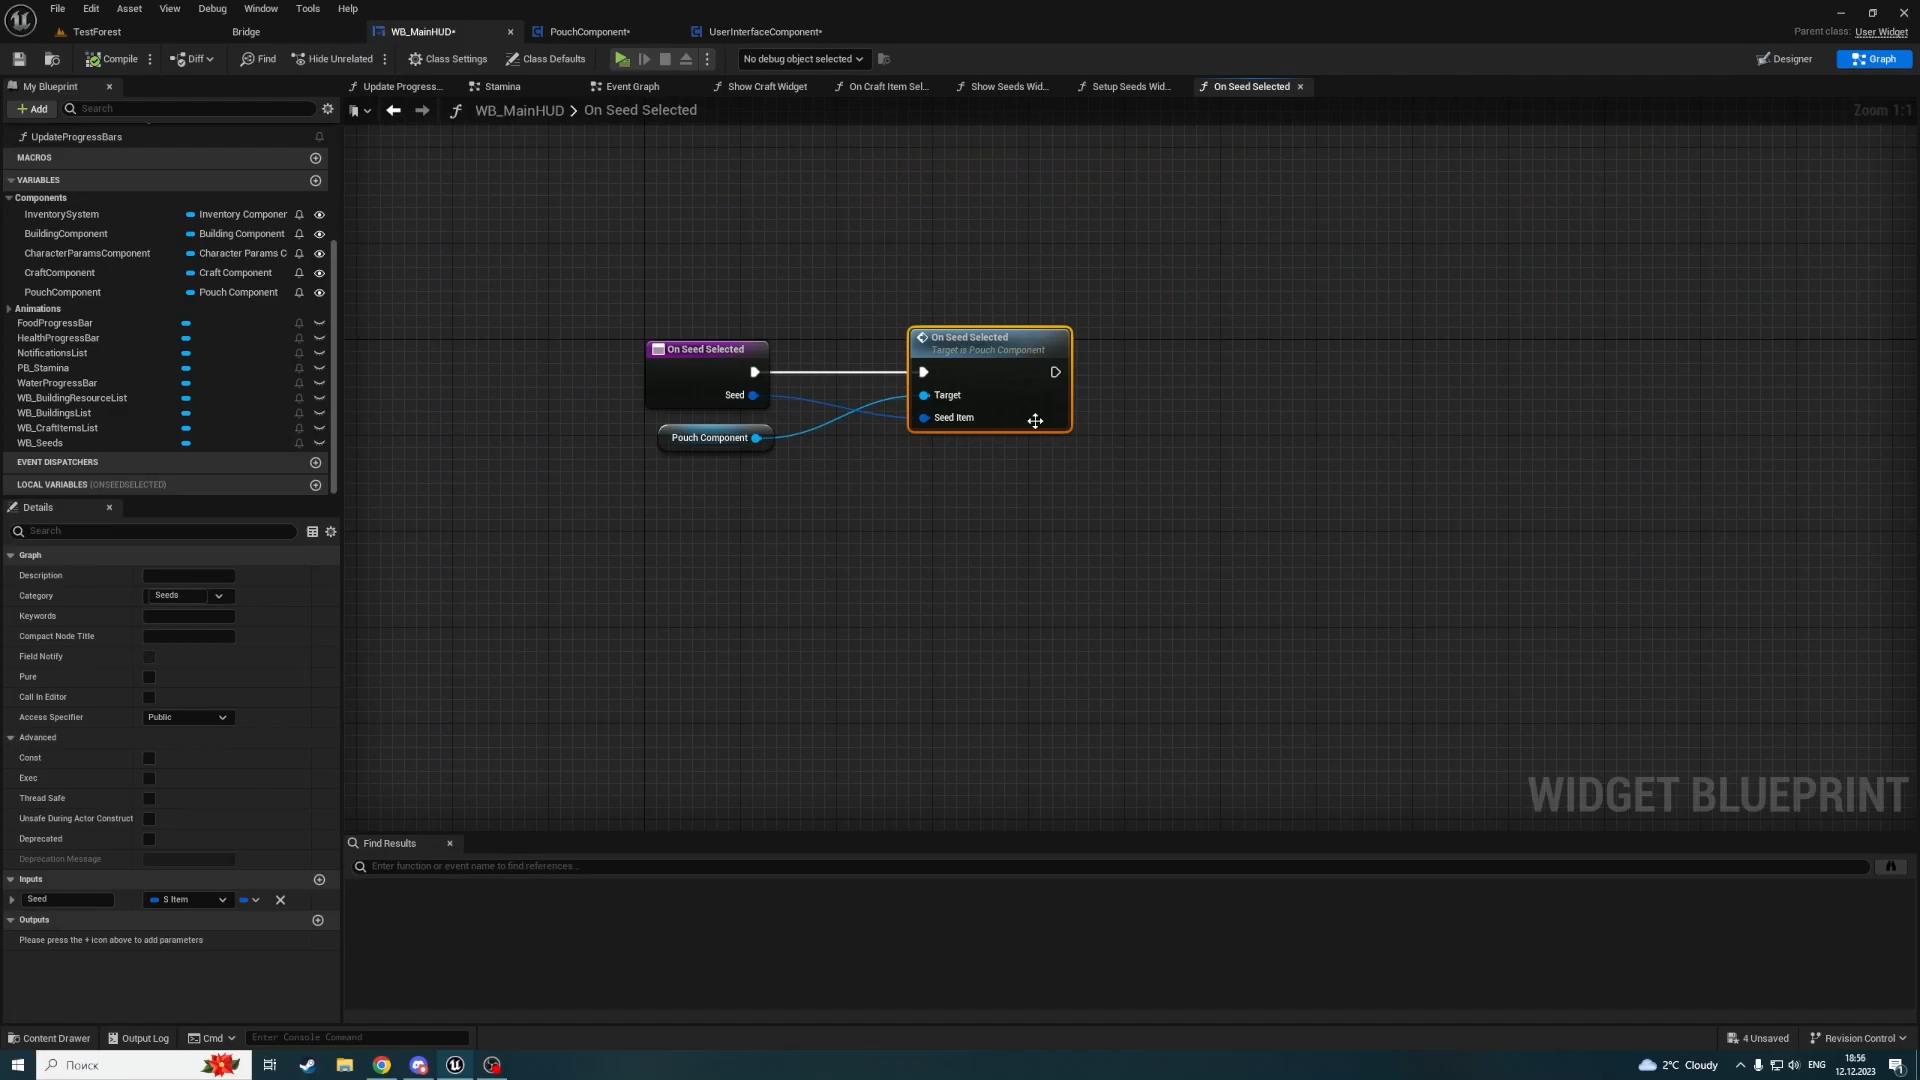 File Edit Asset View Debug Window Tools Help
TestForest Bridge WB_MainHUD* PouchComponent* UserInterfaceComponent*
Parent class: User Widget
Compile Diff Find Hide Unrelated Class Settings Class Defaults No debug object selected Designer Graph
My Blueprint
Update Progress... Stamina Event Graph Show Craft Widget On Craft Item Sel... Show Seeds Wid... Setup Seeds Wid... On Seed Selected
Add Search
WB_MainHUD > On Seed Selected Zoom 1:1
UpdateProgressBars
MACROS
VARIABLES
Components
InventorySystem Inventory Componer
BuildingComponent Building Component
CharacterParamsComponent Character Params C
CraftComponent Craft Component
PouchComponent Pouch Component
Animations
FoodProgressBar
HealthProgressBar
NotificationsList
PB_Stamina
WaterProgressBar
WB_BuildingResourceList
WB_BuildingsList
WB_CraftItemsList
WB_Seeds
EVENT DISPATCHERS
LOCAL VARIABLES (ONSEEDSELECTED)
On Seed Selected
Seed
Pouch Component
On Seed Selected
Target is Pouch Component
Target
Seed Item
WIDGET BLUEPRINT
Details
Search
Graph
Description
Category Seeds
Keywords
Compact Node Title
Field Notify
Pure
Call In Editor
Access Specifier Public
Advanced
Const
Exec
Thread Safe
Unsafe During Actor Construct
Deprecated
Deprecation Message
Inputs
Seed S Item
Outputs
Please press the + icon above to add parameters
Find Results
Enter function or event name to find references...
Content Drawer Output Log Cmd Enter Console Command 4 Unsaved Revision Control
Поиск 2°C Cloudy ENG 18:56
12.12.2023